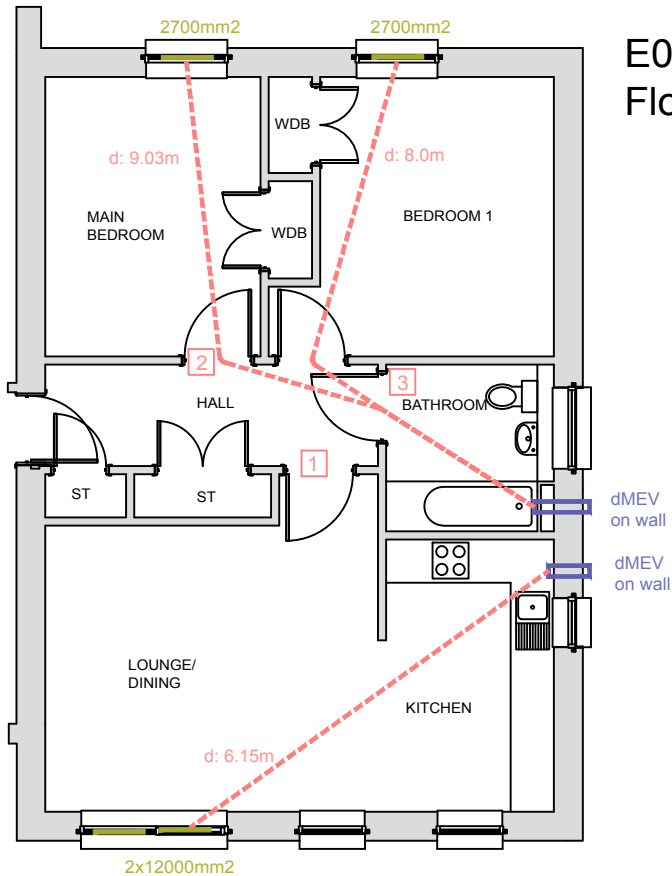 2700mm2
2700mm2
E0
Flo
WDB
d: 9.03m
d: 8.0m
MAIN
BEDROOM
WDB
BEDROOM 1
2
3
HALL
BATHROOM
1
ST
ST
dMEV
on wall
dMEV
on wall
LOUNGE/
DINING
KITCHEN
d: 6.15m
2x12000mm2